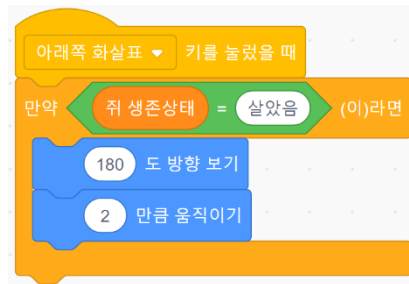 아래쪽 화살표 키를 눌렀을 때
만약 쥐 생존상태 = 살았음 (이)라면
180 도 방향 보기
2 만큼 움직이기